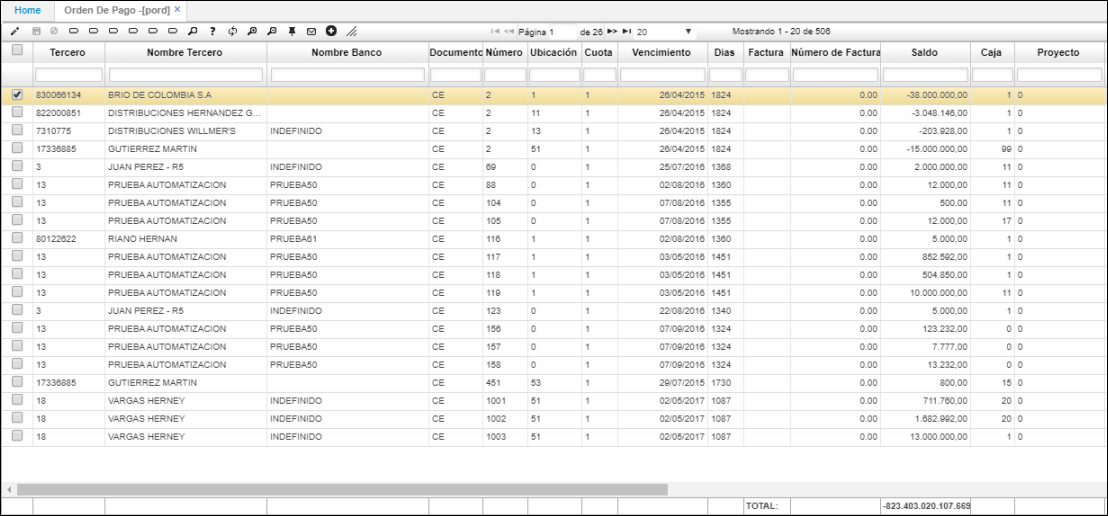 Home Orden De Pago -[pord] ×
Página 1 de 26 20 Mostrando 1 - 20 de 506
Tercero Nombre Tercero Nombre Banco Documento Número Ubicación Cuota Vencimiento Dias Factura Número de Factura Saldo Caja Proyecto
830066134 BRIO DE COLOMBIA S.A CE 2 1 1 26/04/2015 1824 0.00 -38.000.000,00 1 0
822000851 DISTRIBUCIONES HERNANDEZ G... CE 2 11 1 26/04/2015 1824 0.00 -3.048.146,00 1 0
7310775 DISTRIBUCIONES WILLMER'S INDEFINIDO CE 2 13 1 26/04/2015 1824 0.00 -203.928,00 1 0
17336885 GUTIERREZ MARTIN CE 2 51 1 26/04/2015 1824 0.00 -15.000.000,00 99 0
3 JUAN PEREZ - R5 INDEFINIDO CE 69 0 1 25/07/2016 1368 0.00 2.000.000,00 11 0
13 PRUEBA AUTOMATIZACION PRUEBA50 CE 88 0 1 02/08/2016 1360 0.00 12.000,00 11 0
13 PRUEBA AUTOMATIZACION PRUEBA50 CE 104 0 1 07/08/2016 1355 0.00 500,00 11 0
13 PRUEBA AUTOMATIZACION PRUEBA50 CE 105 0 1 07/08/2016 1355 0.00 12.000,00 17 0
80122622 RIANO HERNAN PRUEBA61 CE 116 1 1 02/08/2016 1360 0.00 5.000,00 1 0
13 PRUEBA AUTOMATIZACION PRUEBA50 CE 117 1 1 03/05/2016 1451 0.00 852.592,00 1 0
13 PRUEBA AUTOMATIZACION PRUEBA50 CE 118 1 1 03/05/2016 1451 0.00 504.850,00 1 0
13 PRUEBA AUTOMATIZACION PRUEBA50 CE 119 1 1 03/05/2016 1451 0.00 10.000.000,00 11 0
3 JUAN PEREZ - R5 INDEFINIDO CE 123 0 1 22/08/2016 1340 0.00 5.000,00 1 0
13 PRUEBA AUTOMATIZACION PRUEBA50 CE 156 0 1 07/09/2016 1324 0.00 123.232,00 0 0
13 PRUEBA AUTOMATIZACION PRUEBA50 CE 157 0 1 07/09/2016 1324 0.00 7.777,00 0 0
13 PRUEBA AUTOMATIZACION PRUEBA50 CE 158 0 1 07/09/2016 1324 0.00 13.232,00 0 0
17336885 GUTIERREZ MARTIN CE 451 53 1 29/07/2015 1730 0.00 800,00 15 0
18 VARGAS HERNEY INDEFINIDO CE 1001 51 1 02/05/2017 1087 0.00 711.760,00 20 0
18 VARGAS HERNEY INDEFINIDO CE 1002 51 1 02/05/2017 1087 0.00 1.682.992,00 20 0
18 VARGAS HERNEY INDEFINIDO CE 1003 51 1 02/05/2017 1087 0.00 13.000.000,00 1 0
TOTAL: -823.403.020.107.669